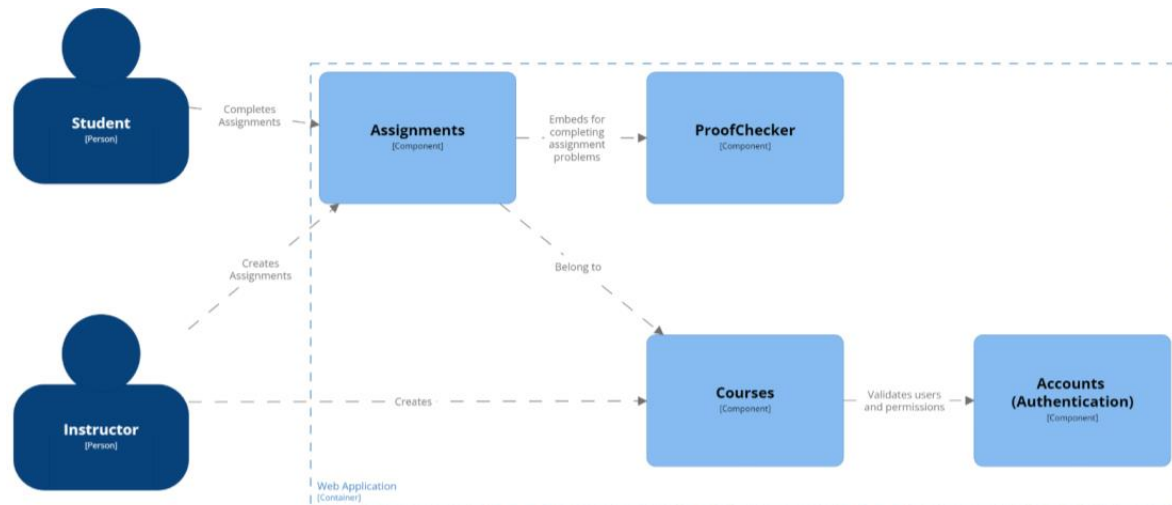 Student
[Person]
Completes
Assignments
Assignments
[Component]
Embeds for
completing
assignment
problems
ProofChecker
[Component]
Creates
Assignments
Belong to
Instructor
[Person]
Creates
Courses
[Component]
Validates users
and permissions
Accounts
(Authentication)
[Component]
Web Application
[Container]